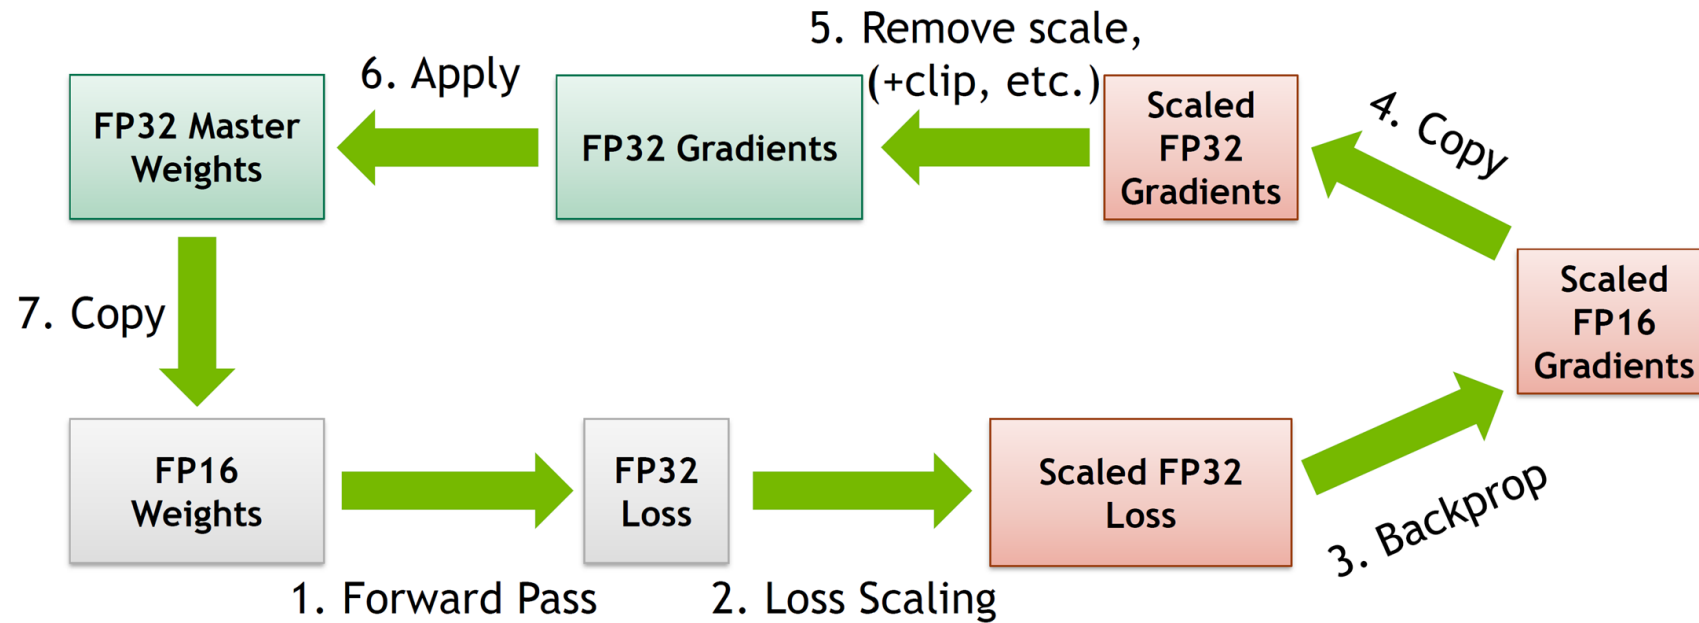 5. Remove scale,
(+clip, etc.)
6. Apply
FP32 Master
Weights
FP32 Gradients
Scaled
FP32
Gradients
4. Copy
Scaled
FP16
Gradients
7. Copy
FP16
Weights
FP32
Loss
Scaled FP32
Loss
3. Backprop
1. Forward Pass
2. Loss Scaling